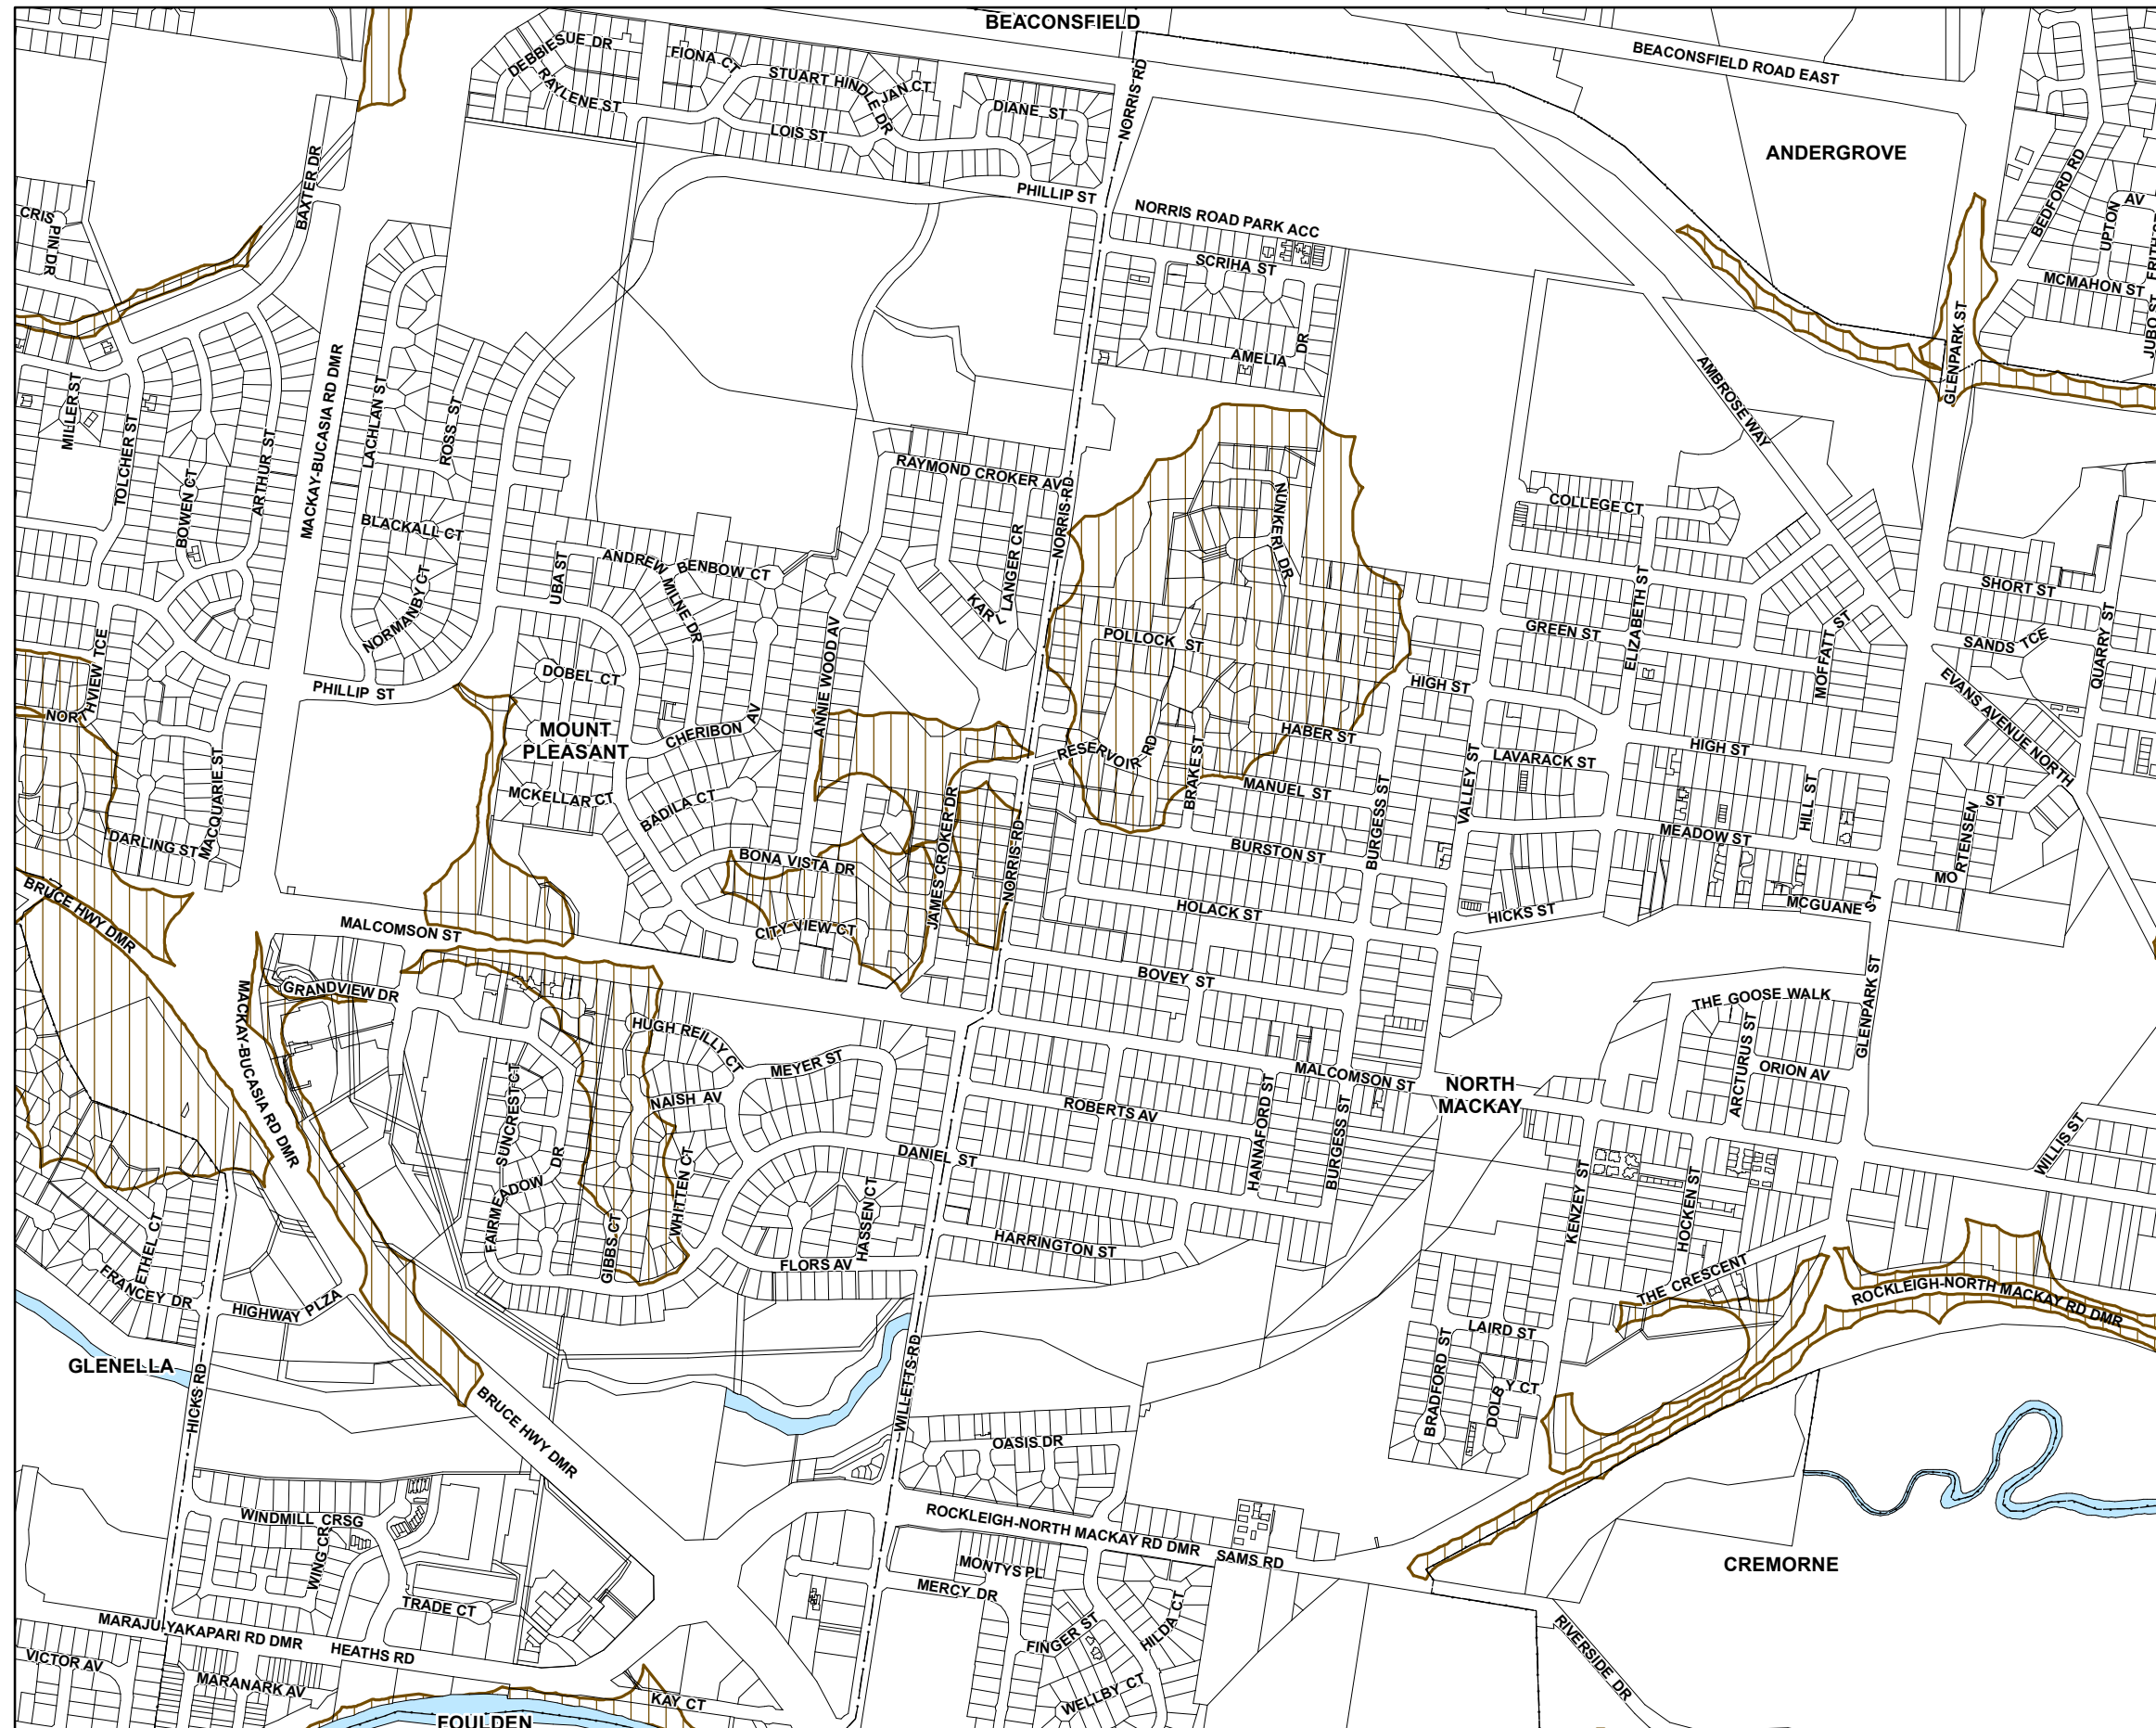 BEACONSFIELD
DEBBIESUE DR
FIONA CT
RAYLENE ST
STUART HINDLE DR
JAN CT
DIANE ST
LOIS ST
NORRIS RD
BEACONSFIELD ROAD EAST
ANDERGROVE
BEDFORD RD
UPTON
AV
MCMAHON ST
JUBO ST
BAXTER DR
CRIS
PIN DR
PHILLIP ST
NORRIS ROAD PARK ACC
SCRIHA ST
AMELIA
DR
GLENPARK ST
AMBROSE WAY
MILLER ST
TOLCHER ST
BOWEN CT
ARTHUR ST
MACKAY-BUCASIA RD DMR
LACHLAN ST
ROSS ST
BLACKALL CT
NORMANBY CT
RAYMOND CROKER AV
NORRIS RD
LANGER CR
KARL
NUNKERI DR
COLLEGE CT
UBA ST
ANDREW MILNE DR
BENBOW CT
ANNIE WOOD AV
POLLOCK ST
GREEN ST
ELIZABETH ST
MOFFATT ST
SHORT ST
SANDS TCE
QUARRY ST
EVANS AVENUE NORTH
NORT
HVIEW TCE
PHILLIP ST
DOBEL CT
MOUNT
PLEASANT
CHERIBON AV
MCKELLAR CT
BADILA CT
HIGH ST
HABER ST
RESERVOIR RD
BRAKE ST
MANUEL ST
BURGESS ST
VALLEY ST
LAVARACK ST
HIGH ST
HILL ST
MEADOW ST
MO
RTENSEN
ST
MACQUARIE ST
DARLING ST
BRUCE HWY DMR
MALCOMSON ST
BONA VISTA DR
CITY VIEW CT
JAMES CROKER DR
NORRIS RD
BURSTON ST
HOLACK ST
HICKS ST
MCGUANE ST
BOVEY ST
GRANDVIEW DR
MACKAY-BUCASIA RD DMR
HUGH REILLY CT
MEYER ST
NAISH AV
SUNCREST CT
FAIRMEADOW
DR
GIBBS CT
WHITTEN CT
DANIEL ST
HASSEN CT
FLORS AV
HARRINGTON ST
ROBERTS AV
HANNAFORD ST
BURGESS ST
MALCOMSON ST
NORTH
MACKAY
THE GOOSE WALK
ARCTURUS ST
ORION AV
GLENPARK ST
WILLIS ST
KENZEY ST
HOCKEN ST
THE CRESCENT
ROCKLEIGH-NORTH MACKAY RD DMR
ETHEL CT
FRANCEY DR
HIGHWAY PLZA
GLENELLA
HICKS RD
BRUCE HWY DMR
WILLETTS RD
OASIS DR
BRADFORD ST
LAIRD ST
DOLB
Y CT
WINDMILL CRSG
WING CR
TRADE CT
ROCKLEIGH-NORTH MACKAY RD DMR
SAMS RD
MONTYS PL
MERCY DR
FINGER ST
HILDA CT
WELLBY CT
CREMORNE
RIVERSIDE DR
MARAJU-YAKAPARI RD DMR
HEATHS RD
VICTOR AV
MARANARK AV
KAY CT
FOULDEN